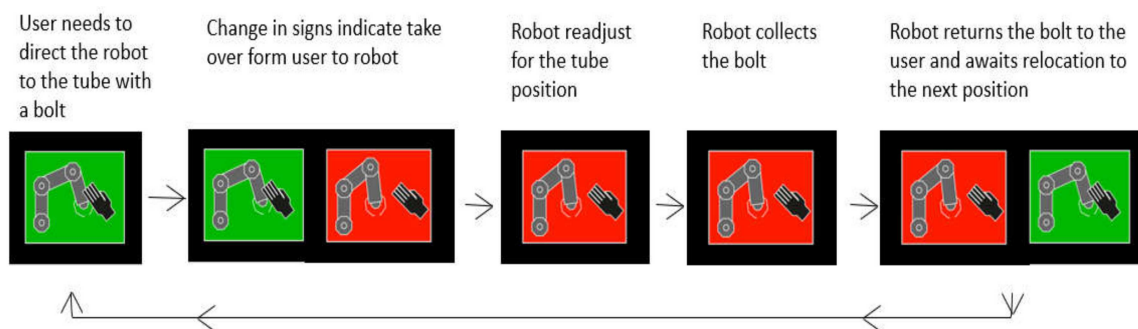 User needs to
direct the robot
to the tube with
a bolt
Change in signs indicate take
over form user to robot
Robot readjust
for the tube
position
Robot collects
the bolt
Robot returns the bolt to the
user and awaits relocation to
the next position